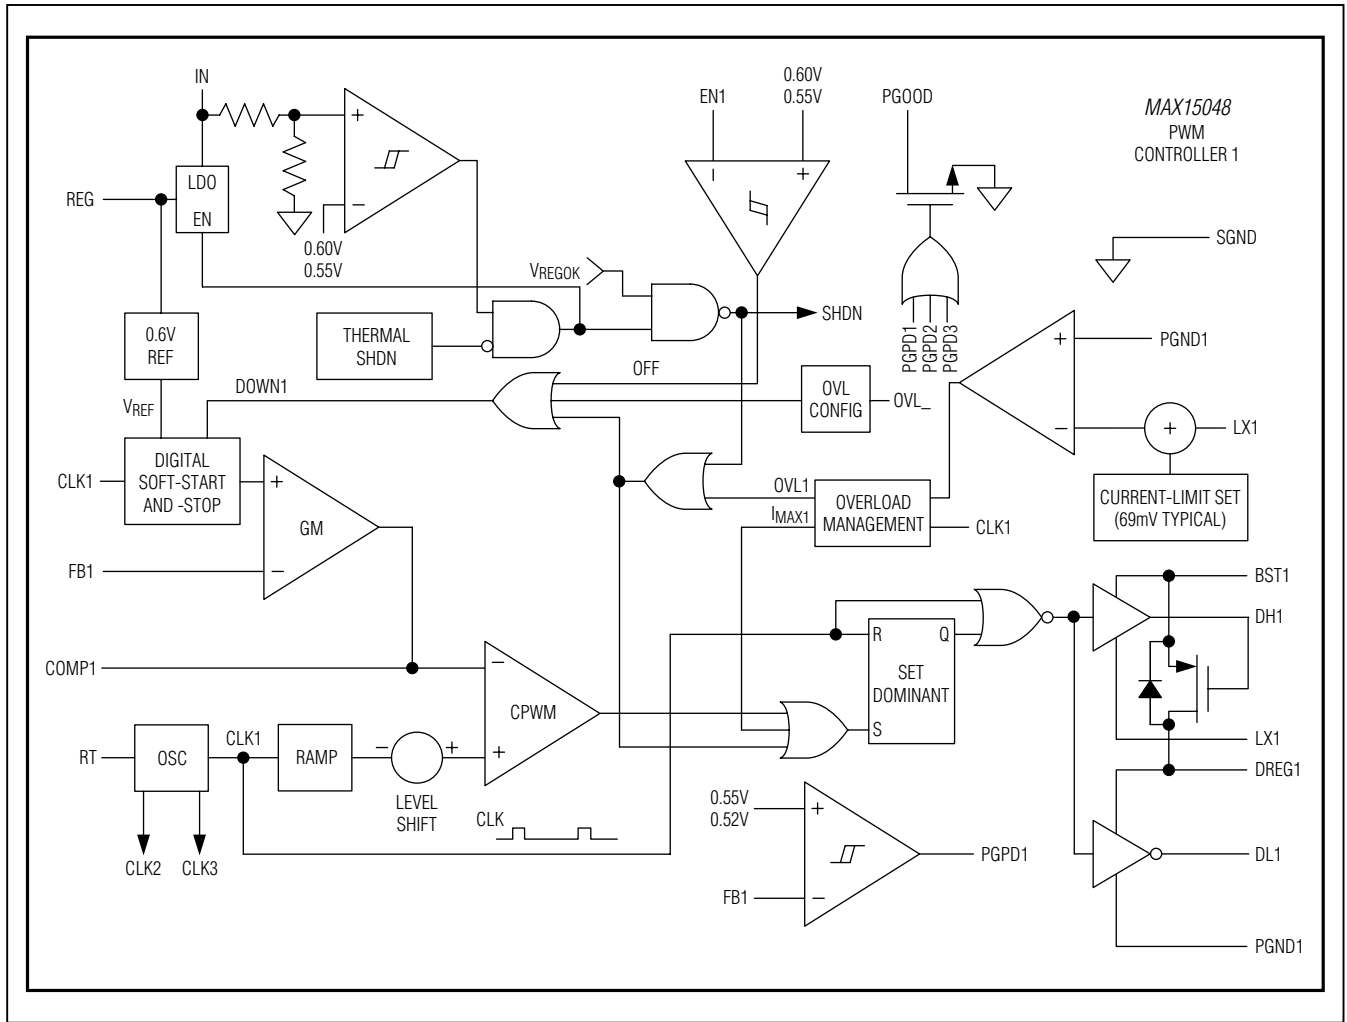 IN
EN1
0.60V
0.55V
PGOOD
MAX15048
PWM
CONTROLLER 1
+
−
+
LDO
EN
REG
−
0.60V
0.55V
SGND
VREGOK
SHDN
THERMAL
SHDN
0.6V
REF
PGPD1
PGPD2
PGPD3
+
PGND1
OFF
DOWN1
VREF
OVL
CONFIG
OVL_
−
+
LX1
DIGITAL
SOFT-START
AND -STOP
CLK1
+
GM
−
FB1
OVL1
IMAX1
OVERLOAD
MANAGEMENT
CLK1
CURRENT-LIMIT SET
(69mV TYPICAL)
BST1
DH1
R
Q
SET
DOMINANT
S
COMP1
−
CPWM
+
RT
OSC
CLK1
RAMP
−
+
LEVEL
SHIFT
LX1
DREG1
CLK
CLK2
CLK3
0.55V
0.52V
+
PGPD1
FB1
−
DL1
PGND1